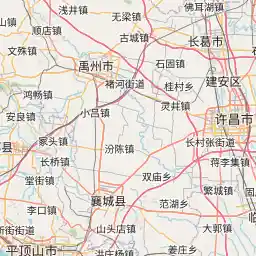 浅井镇
无梁镇
佛耳湖镇
顺店镇
古城镇
长葛市
文殊镇
禹州市
石固镇
褚河街道
桂村乡
建安区
鸿畅镇
小吕镇
灵井镇
安良镇
许昌市
冢头镇
汾陈镇
长村张街道
县
长桥镇
蒋李集镇
堂街镇
双庙乡
襄城县
繁城镇
李口镇
范湖乡
临
山头店镇
大郭镇
平顶山市
洪庄杨镇
姜庄乡